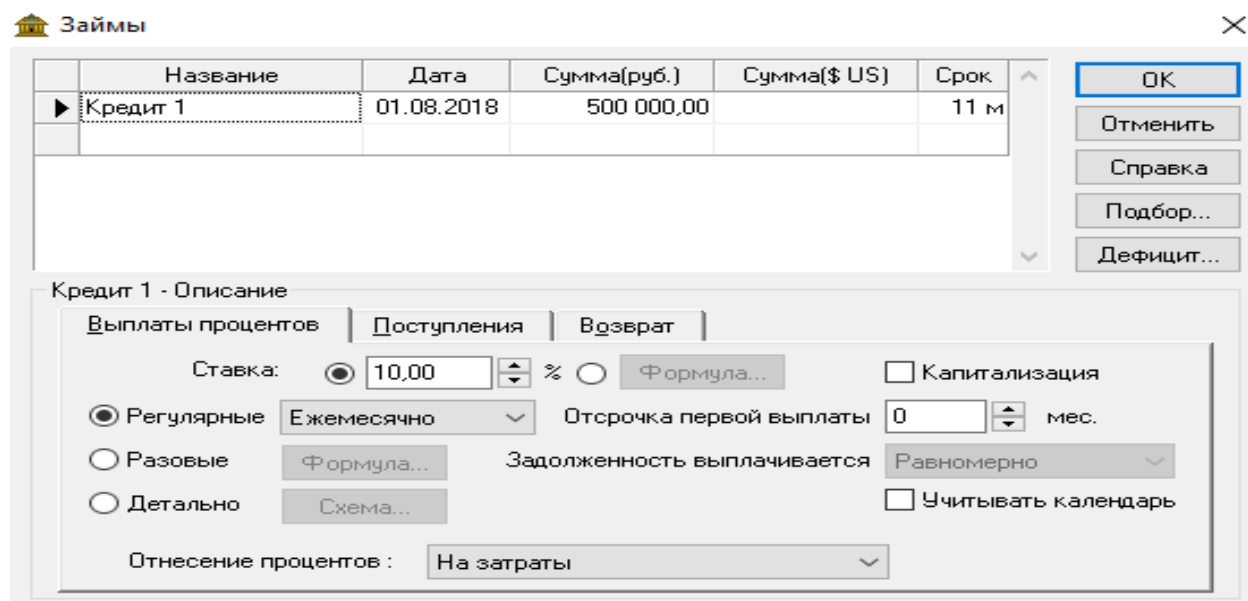 Займы
Название Дата Сумма(руб.) Сумма($ US) Срок
Кредит 1 01.08.2018 500 000,00 11 м
OK
Отменить
Справка
Подбор...
Дефицит...
Кредит 1 - Описание
Выплаты процентов Поступления Возврат
Ставка: 10,00 % Формула... Капитализация
Регулярные Ежемесячно Отсрочка первой выплаты 0 мес.
Разовые Формула... Задолженность выплачивается Равномерно
Детально Схема... Учитывать календарь
Отнесение процентов : На затраты